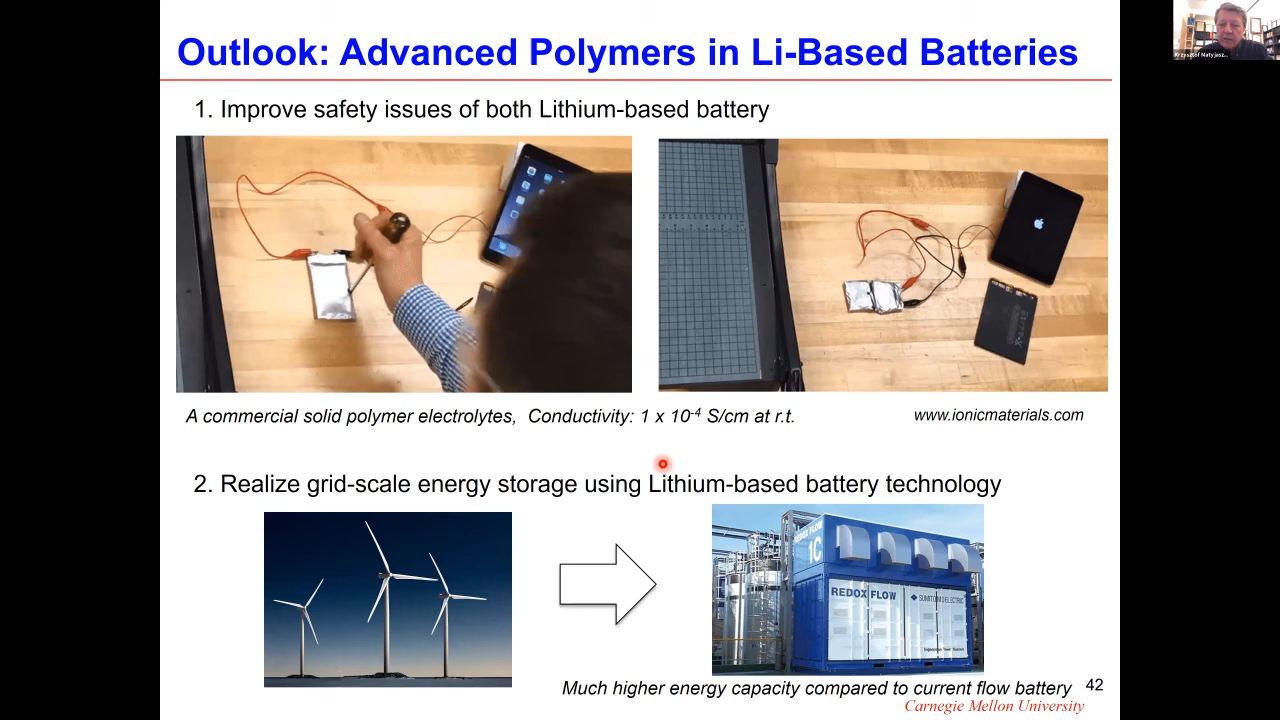 Outlook: Advanced Polymers in Li-Based Batteries
Krzysztof Matyjasz...
1. Improve safety issues of both Lithium-based battery
A commercial solid polymer electrolytes, Conductivity: 1 x 10⁻⁴ S/cm at r.t.
www.ionicmaterials.com
2. Realize grid-scale energy storage using Lithium-based battery technology
REDOX FLOW
1C
REDOX FLOW
SUMITOMO ELECTRIC
Much higher energy capacity compared to current flow battery
42
Carnegie Mellon University